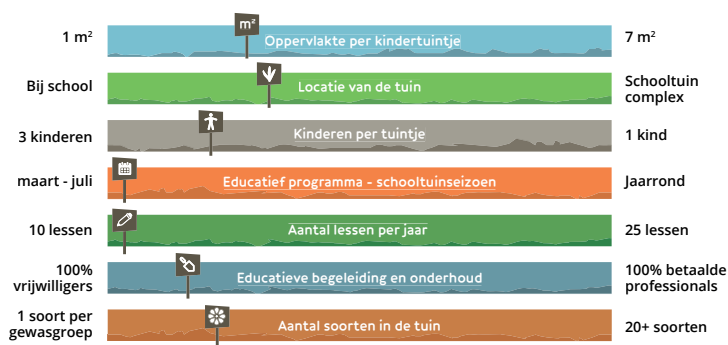 1 m²
m²
Oppervlakte per kindertuintje
7 m²
Bij school
Locatie van de tuin
Schooltuin
complex
3 kinderen
Kinderen per tuintje
1 kind
maart - juli
Educatief programma - schooltuinseizoen
Jaarrond
10 lessen
Aantal lessen per jaar
25 lessen
100%
vrijwilligers
Educatieve begeleiding en onderhoud
100% betaalde
professionals
1 soort per
gewasgroep
Aantal soorten in de tuin
20+ soorten